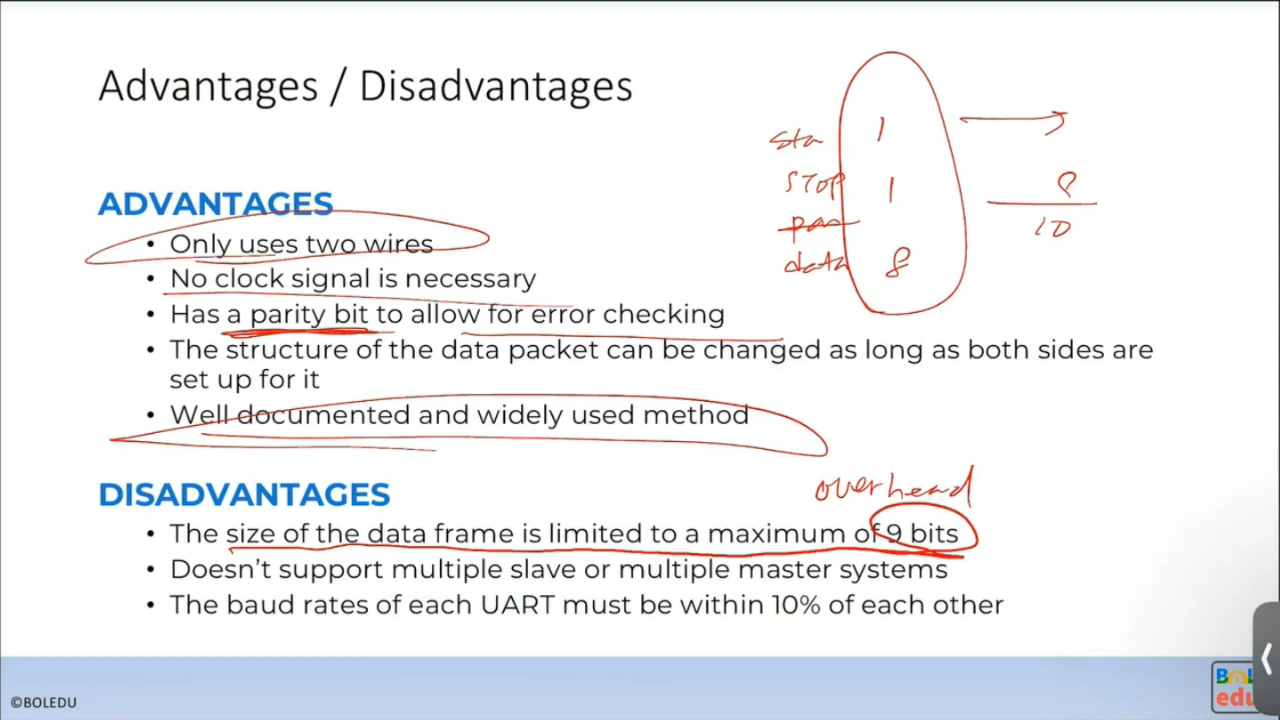 Advantages / Disadvantages
sta 1
STOP 1
8
par
10
data 8
ADVANTAGES
• Only uses two wires
• No clock signal is necessary
• Has a parity bit to allow for error checking
• The structure of the data packet can be changed as long as both sides are
set up for it
• Well documented and widely used method
DISADVANTAGES
overhead
• The size of the data frame is limited to a maximum of 9 bits
• Doesn't support multiple slave or multiple master systems
• The baud rates of each UART must be within 10% of each other
©BOLEDU
BOL
edu